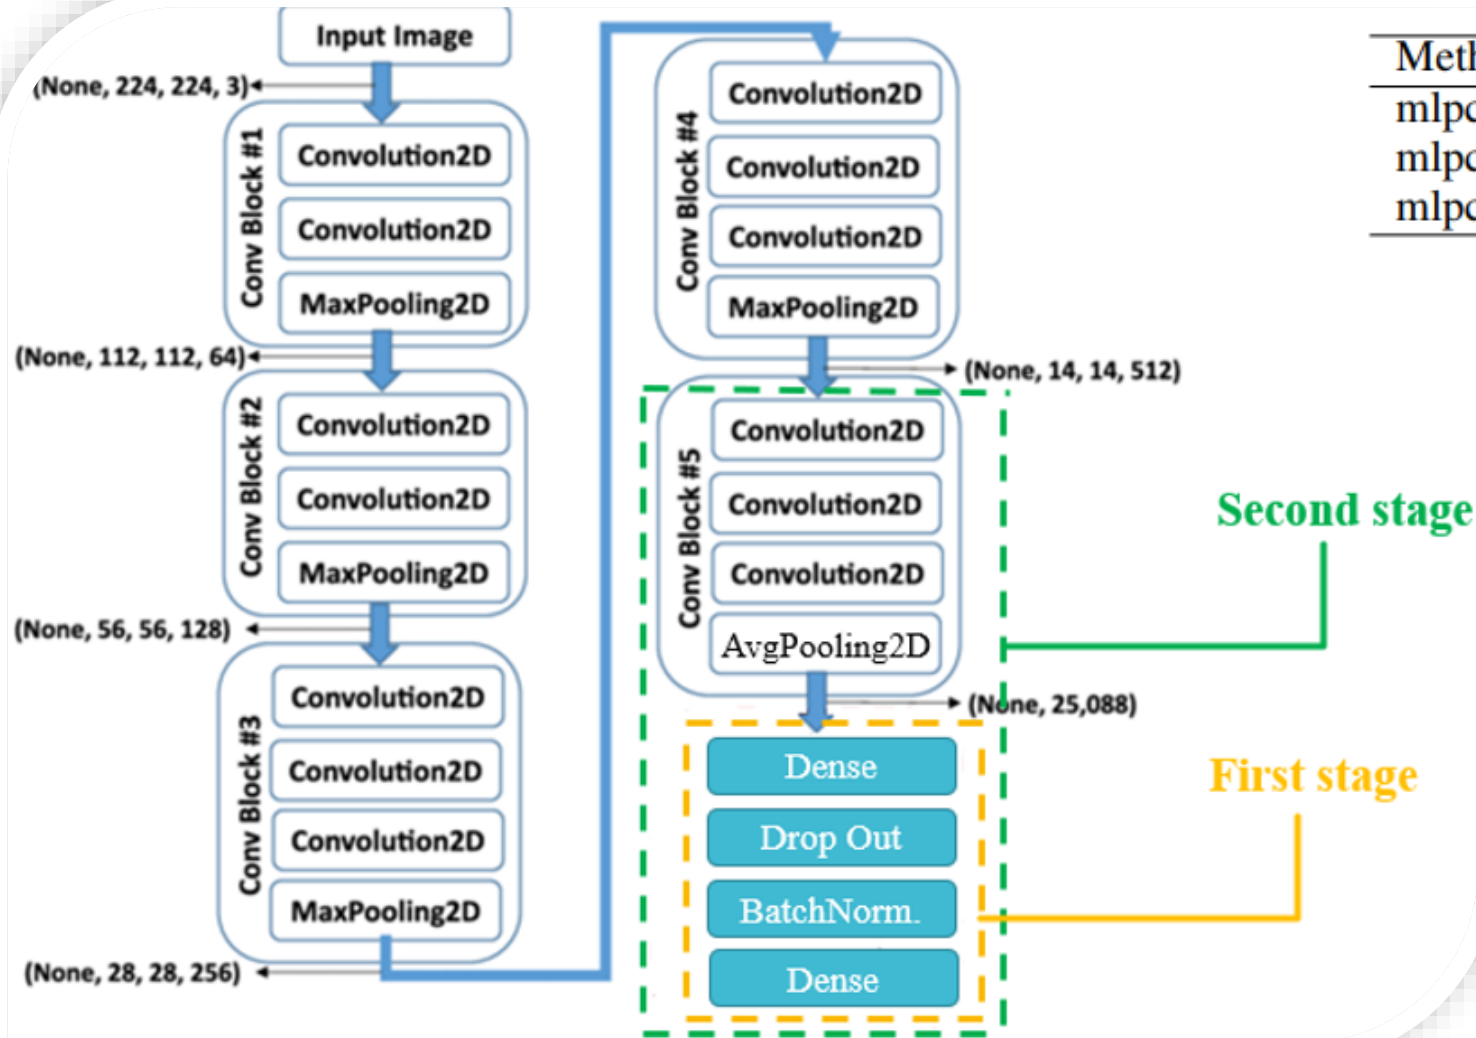 Input Image
(None, 224, 224, 3)
Conv Block #1
Convolution2D
Convolution2D
MaxPooling2D
(None, 112, 112, 64)
Conv Block #2
Convolution2D
Convolution2D
MaxPooling2D
(None, 56, 56, 128)
Conv Block #3
Convolution2D
Convolution2D
Convolution2D
MaxPooling2D
(None, 28, 28, 256)
Conv Block #4
Convolution2D
Convolution2D
Convolution2D
MaxPooling2D
(None, 14, 14, 512)
Conv Block #5
Convolution2D
Convolution2D
Convolution2D
AvgPooling2D
(None, 25,088)
Dense
Drop Out
BatchNorm.
Dense
Second stage
First stage